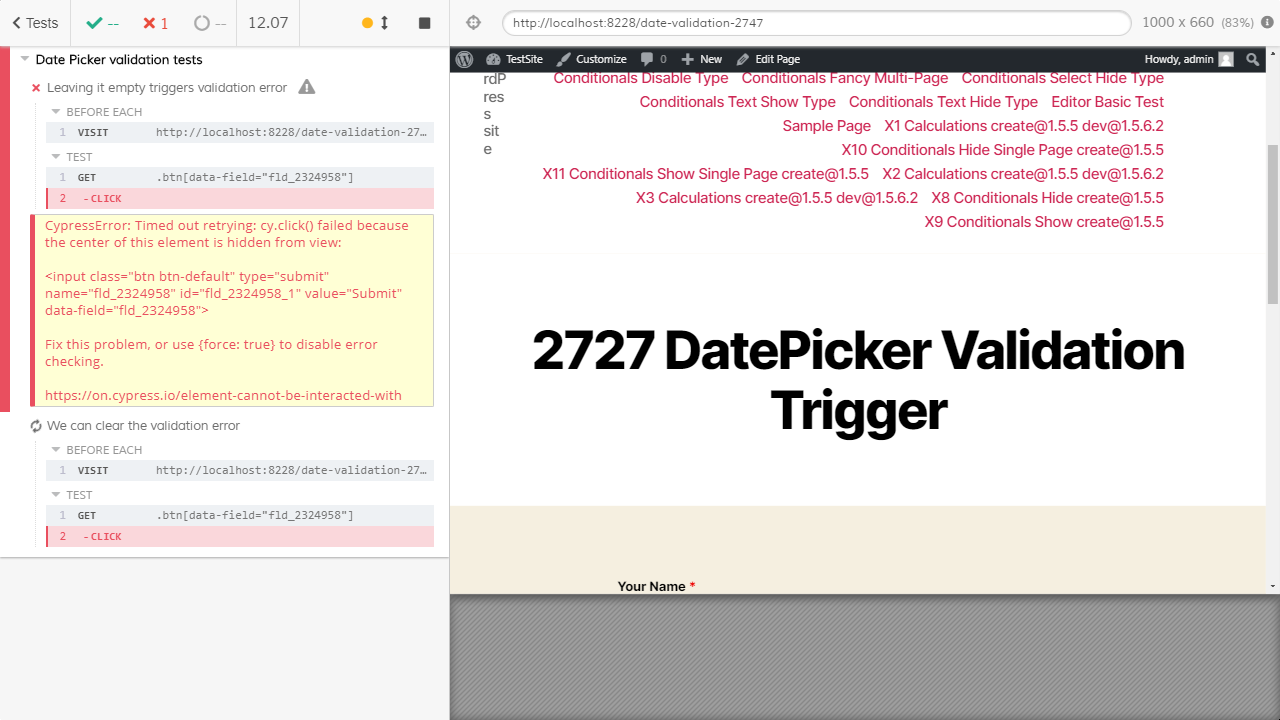 Tests
--
1
--
12.07
http://localhost:8228/date-validation-2747
1000 x 660 (83%)
Date Picker validation tests
Leaving it empty triggers validation error
BEFORE EACH
1 VISIT http://localhost:8228/date-validation-27…
TEST
1 GET .btn[data-field="fld_2324958"]
2 -CLICK
CypressError: Timed out retrying: cy.click() failed because
the center of this element is hidden from view:
<input class="btn btn-default" type="submit"
name="fld_2324958" id="fld_2324958_1" value="Submit"
data-field="fld_2324958">
Fix this problem, or use {force: true} to disable error
checking.
https://on.cypress.io/element-cannot-be-interacted-with
We can clear the validation error
BEFORE EACH
1 VISIT http://localhost:8228/date-validation-27…
TEST
1 GET .btn[data-field="fld_2324958"]
2 -CLICK
TestSite Customize 0 New Edit Page Howdy, admin
rdP
res
s
sit
e
Conditionals Disable Type Conditionals Fancy Multi-Page Conditionals Select Hide Type
Conditionals Text Show Type Conditionals Text Hide Type Editor Basic Test
Sample Page X1 Calculations create@1.5.5 dev@1.5.6.2
X10 Conditionals Hide Single Page create@1.5.5
X11 Conditionals Show Single Page create@1.5.5 X2 Calculations create@1.5.5 dev@1.5.6.2
X3 Calculations create@1.5.5 dev@1.5.6.2 X8 Conditionals Hide create@1.5.5
X9 Conditionals Show create@1.5.5
2727 DatePicker Validation
Trigger
Your Name *